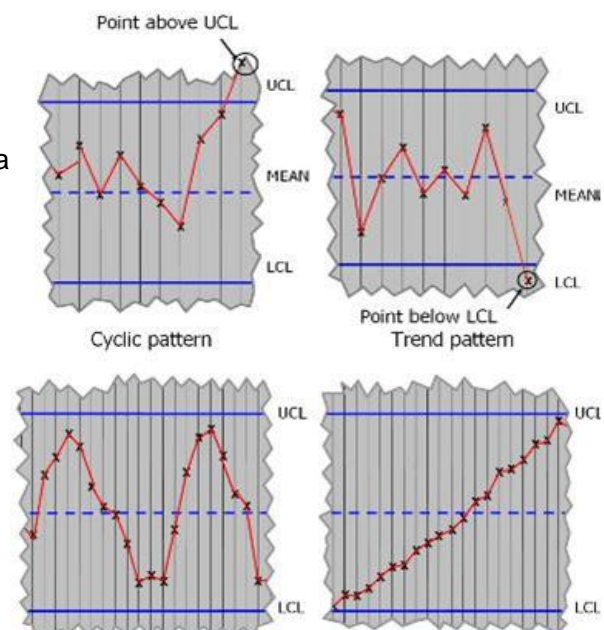 Point above UCL
UCL
a
MEAN
LCL
UCL
MEAN
LCL
Point below LCL
Cyclic pattern
Trend pattern
UCL
LCL
UCL
LCL